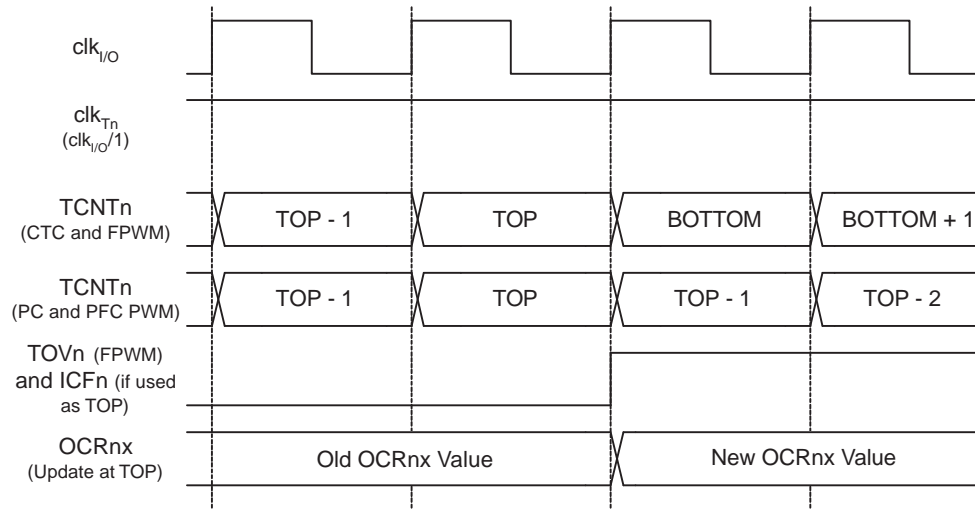 clkI/O
clkTn
(clkI/O/1)
TCNTn
(CTC and FPWM)
TOP - 1
TOP
BOTTOM
BOTTOM + 1
TCNTn
(PC and PFC PWM)
TOP - 1
TOP
TOP - 1
TOP - 2
TOVn (FPWM)
and ICFn (if used
as TOP)
OCRnx
(Update at TOP)
Old OCRnx Value
New OCRnx Value